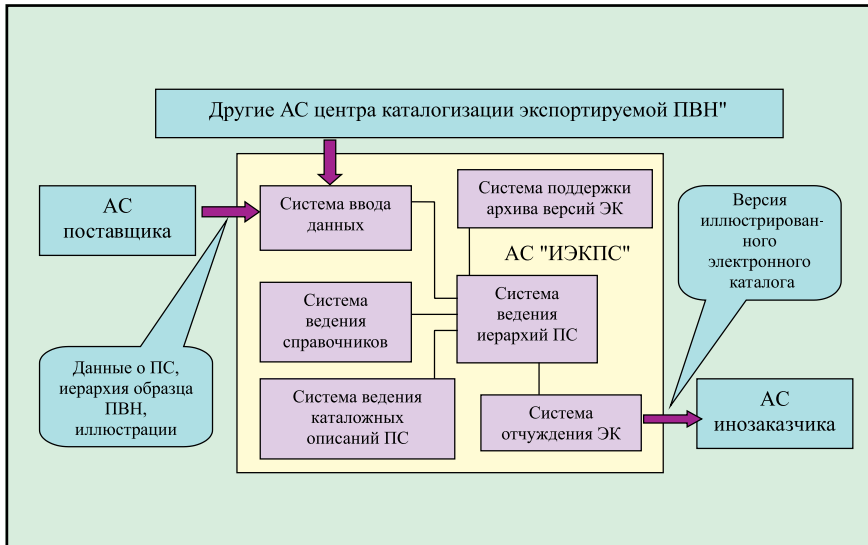 Другие АС центра каталогизации экспортируемой ПВН"
АС
поставщика
Система ввода
данных
Система поддержки
архива версий ЭК
Версия
иллюстрирован-
ного
электронного
каталога
АС "ИЭКПС"
Система
ведения
справочников
Система
ведения
иерархий ПС
Данные о ПС,
иерархия образца
ПВН,
иллюстрации
Система ведения
каталожных
описаний ПС
Система
отчуждения ЭК
АС
инозаказчика